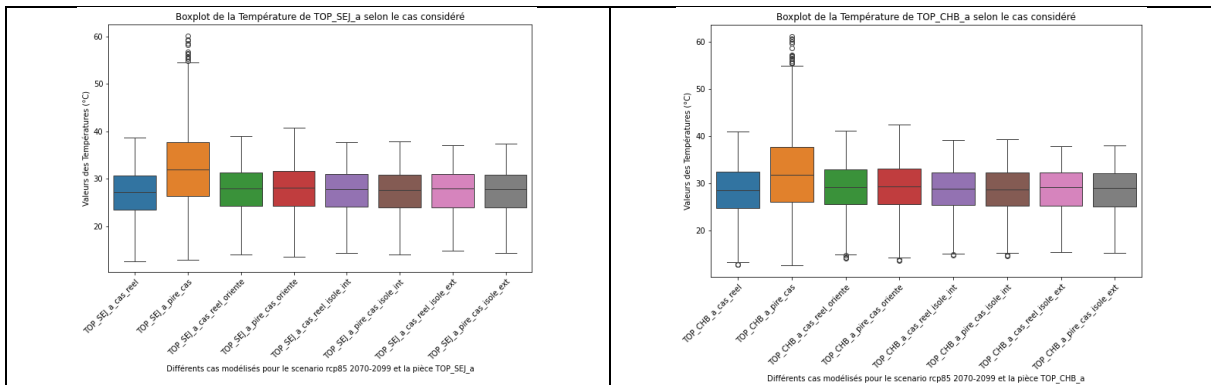 Boxplot de la Température de TOP_SEJ_a selon le cas considéré
Valeurs des Températures (°C)
60
50
40
30
20
TOP_SEJ_a_cas_reel
TOP_SEJ_a_pire_cas
TOP_SEJ_a_cas_reel_oriente
TOP_SEJ_a_pire_cas_oriente
TOP_SEJ_a_cas_reel_isole_int
TOP_SEJ_a_pire_cas_isole_int
TOP_SEJ_a_cas_reel_isole_ext
TOP_SEJ_a_pire_cas_isole_ext
Différents cas modélisés pour le scenario rcp85 2070-2099 et la pièce TOP_SEJ_a
Boxplot de la Température de TOP_CHB_a selon le cas considéré
Valeurs des Températures (°C)
60
50
40
30
20
TOP_CHB_a_cas_reel
TOP_CHB_a_pire_cas
TOP_CHB_a_cas_reel_oriente
TOP_CHB_a_pire_cas_oriente
TOP_CHB_a_cas_reel_isole_int
TOP_CHB_a_pire_cas_isole_int
TOP_CHB_a_cas_reel_isole_ext
TOP_CHB_a_pire_cas_isole_ext
Différents cas modélisés pour le scenario rcp85 2070-2099 et la pièce TOP_CHB_a